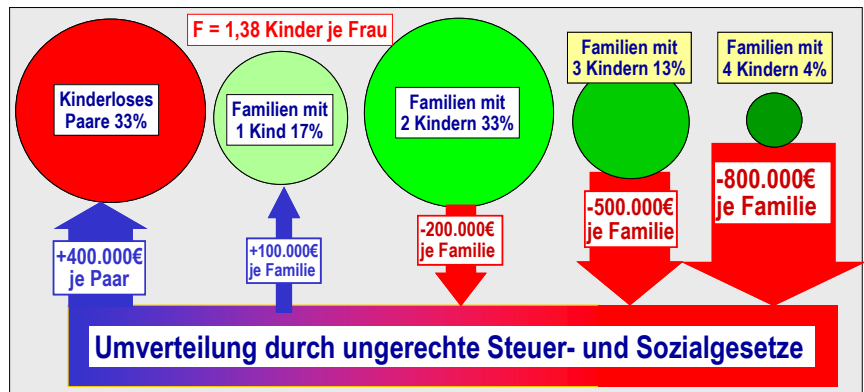 F = 1,38 Kinder je Frau
Kinderloses
Paare 33%
Familien mit
1 Kind 17%
Familien mit
2 Kindern 33%
Familien mit
3 Kindern 13%
Familien mit
4 Kindern 4%
+400.000€
je Paar
+100.000€
je Familie
-200.000€
je Familie
-500.000€
je Familie
-800.000€
je Familie
Umverteilung durch ungerechte Steuer- und Sozialgesetze